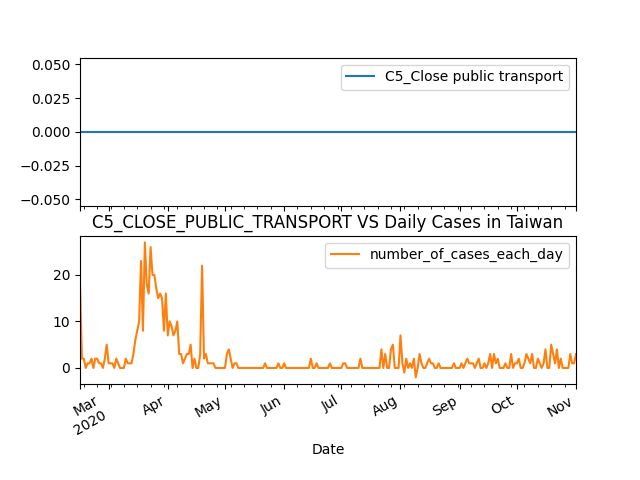 0.050
0.025
0.000
−0.025
−0.050
C5_Close public transport
C5_CLOSE_PUBLIC_TRANSPORT VS Daily Cases in Taiwan
20
10
0
number_of_cases_each_day
Mar
2020
Apr
May
Jun
Jul
Aug
Sep
Oct
Nov
Date